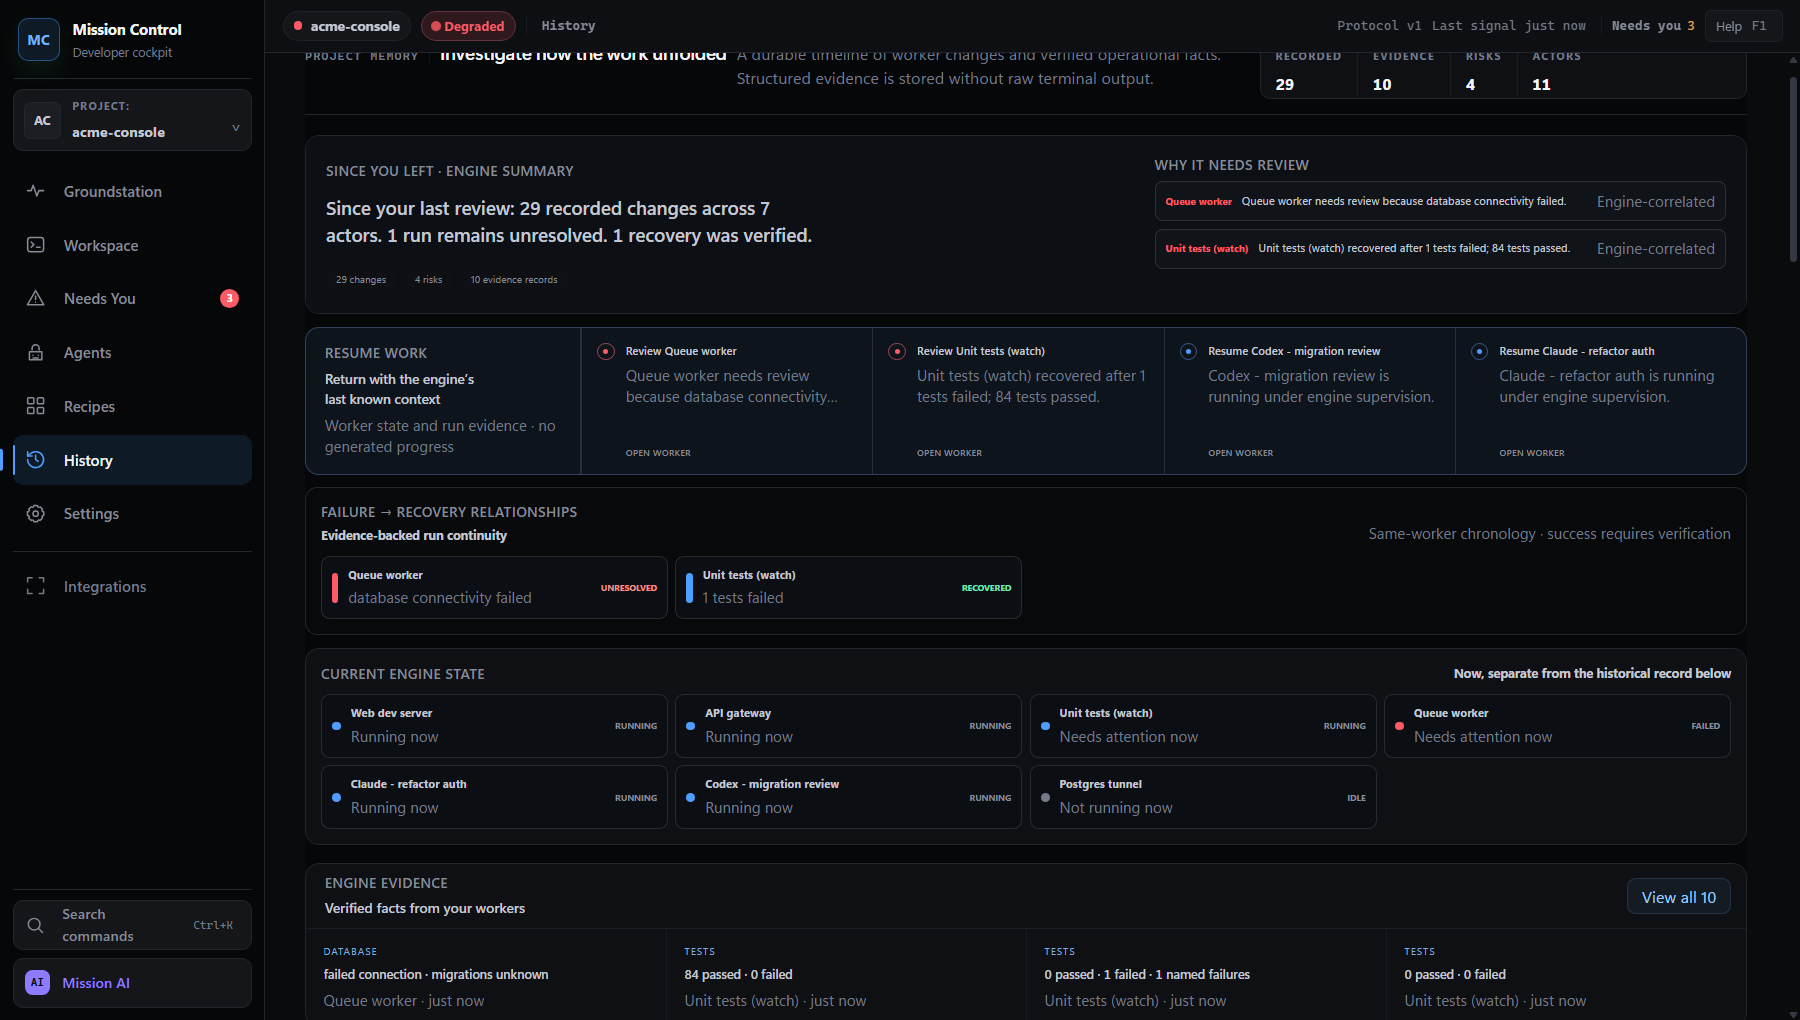 MC
Mission Control
Developer cockpit
AC
PROJECT:
acme-console
v
Groundstation
Workspace
Needs You
3
Agents
Recipes
History
Settings
Integrations
Search
commands
Ctrl+K
AI
Mission AI
acme-console
Degraded
History
Protocol v1
Last signal just now
Needs you 3
Help F1
PROJECT MEMORY
Investigate how the work unfolded
A durable timeline of worker changes and verified operational facts.
Structured evidence is stored without raw terminal output.
RECORDED
29
EVIDENCE
10
RISKS
4
ACTORS
11
SINCE YOU LEFT · ENGINE SUMMARY
Since your last review: 29 recorded changes across 7
actors. 1 run remains unresolved. 1 recovery was verified.
29 changes
4 risks
10 evidence records
WHY IT NEEDS REVIEW
Queue worker Queue worker needs review because database connectivity failed. Engine-correlated
Unit tests (watch) Unit tests (watch) recovered after 1 tests failed; 84 tests passed. Engine-correlated
RESUME WORK
Return with the engine's
last known context
Worker state and run evidence · no
generated progress
Review Queue worker
Queue worker needs review
because database connectivity...
OPEN WORKER
Review Unit tests (watch)
Unit tests (watch) recovered after 1
tests failed; 84 tests passed.
OPEN WORKER
Resume Codex - migration review
Codex - migration review is
running under engine supervision.
OPEN WORKER
Resume Claude - refactor auth
Claude - refactor auth is running
under engine supervision.
OPEN WORKER
FAILURE → RECOVERY RELATIONSHIPS
Evidence-backed run continuity
Same-worker chronology · success requires verification
Queue worker
database connectivity failed
UNRESOLVED
Unit tests (watch)
1 tests failed
RECOVERED
CURRENT ENGINE STATE
Now, separate from the historical record below
Web dev server
Running now
RUNNING
API gateway
Running now
RUNNING
Unit tests (watch)
Needs attention now
RUNNING
Queue worker
Needs attention now
FAILED
Claude - refactor auth
Running now
RUNNING
Codex - migration review
Running now
RUNNING
Postgres tunnel
Not running now
IDLE
ENGINE EVIDENCE
Verified facts from your workers
View all 10
DATABASE
failed connection · migrations unknown
Queue worker · just now
TESTS
84 passed · 0 failed
Unit tests (watch) · just now
TESTS
0 passed · 1 failed · 1 named failures
Unit tests (watch) · just now
TESTS
0 passed · 0 failed
Unit tests (watch) · just now